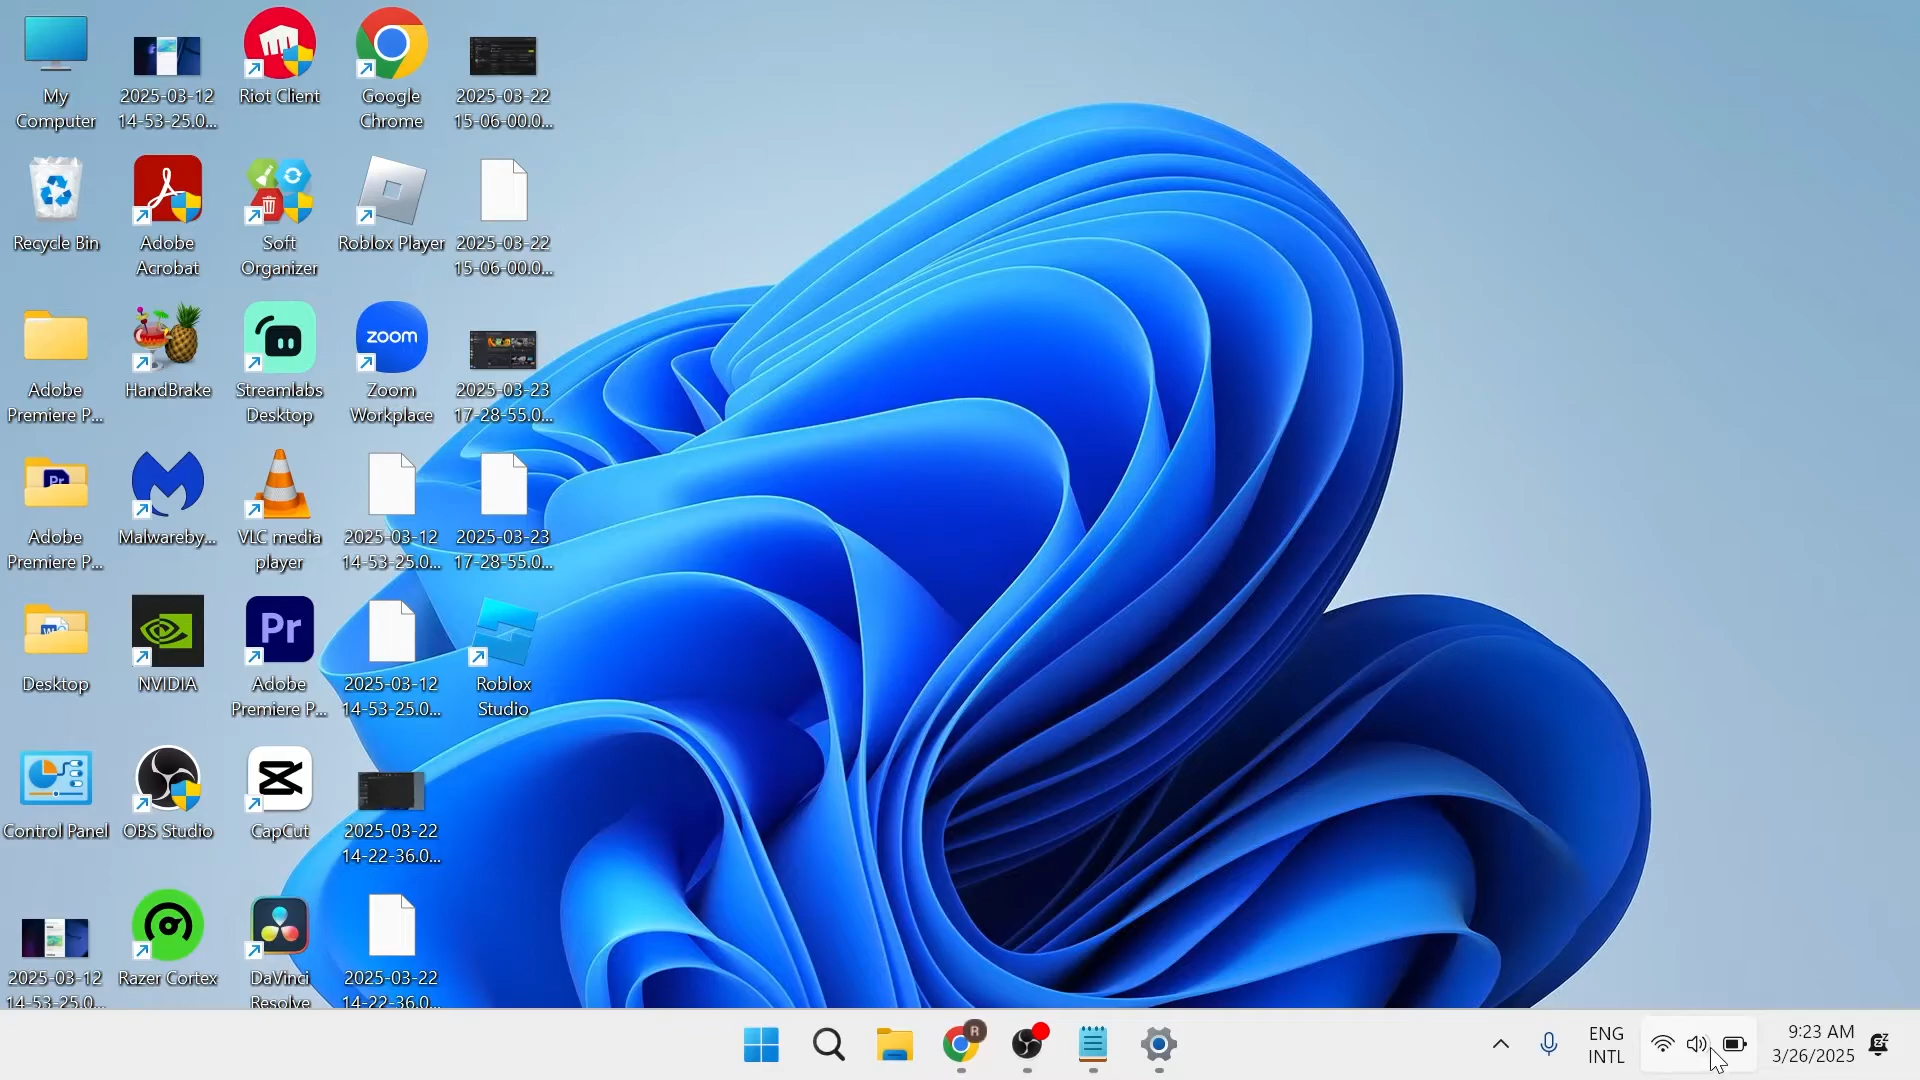 My
Computer
2025-03-12
14-53-25.0...
Riot Client
Google
Chrome
2025-03-22
15-06-00.0...
Recycle Bin
Adobe
Acrobat
Soft
Organizer
Roblox Player
2025-03-22
15-06-00.0...
Adobe
Premiere P...
HandBrake
Streamlabs
Desktop
zoom
Zoom
Workplace
2025-03-23
17-28-55.0...
Pr
Adobe
Premiere P...
Malwareby...
VLC media
player
2025-03-12
14-53-25.0...
2025-03-23
17-28-55.0...
Desktop
NVIDIA
Pr
Adobe
Premiere P...
2025-03-12
14-53-25.0...
Roblox
Studio
Control Panel
OBS Studio
CapCut
2025-03-22
14-22-36.0...
2025-03-12
14-53-25.0...
Razer Cortex
DaVinci
Resolve
2025-03-22
14-22-36.0...
R
ENG
INTL
9:23 AM
3/26/2025